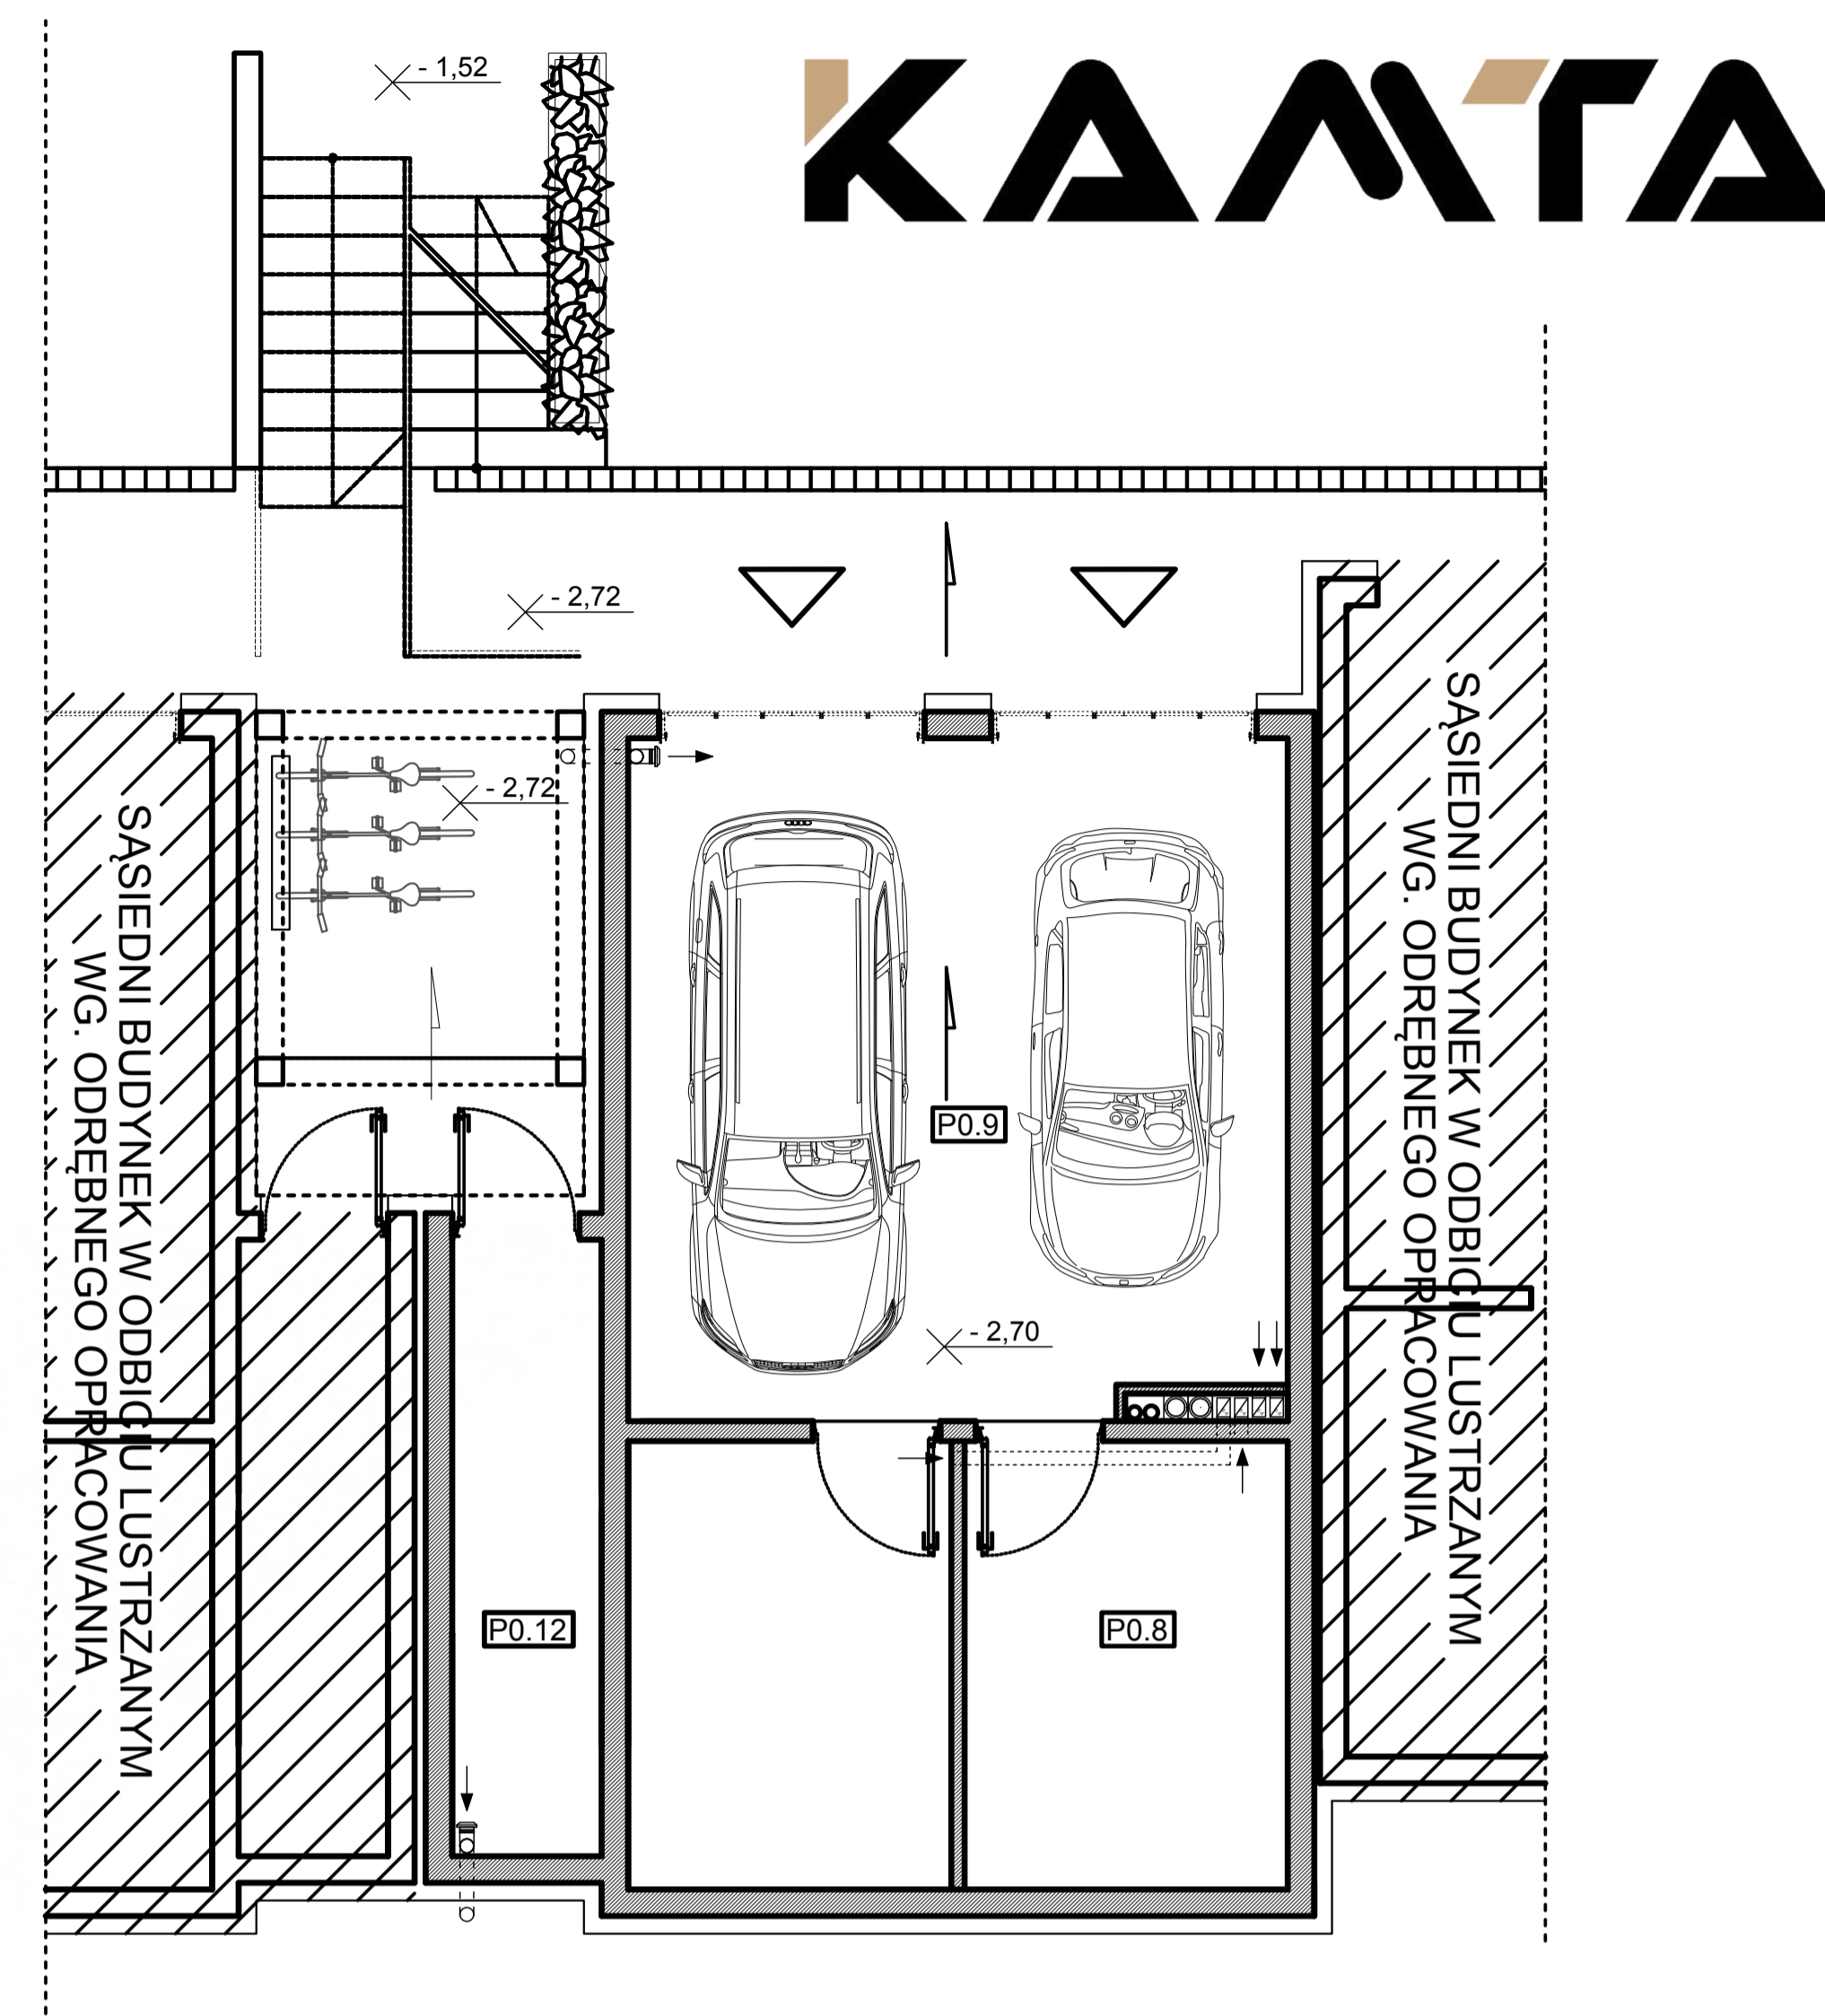 KAMTA
- 1,52
- 2,72
- 2,72
SĄSIEDNI BUDYNEK W ODBICIU LUSTRZANYM
WG. ODRĘBNEGO OPRACOWANIA
SĄSIEDNI BUDYNEK W ODBICIU LUSTRZANYM
WG. ODRĘBNEGO OPRACOWANIA
P0.9
- 2,70
P0.12
P0.8